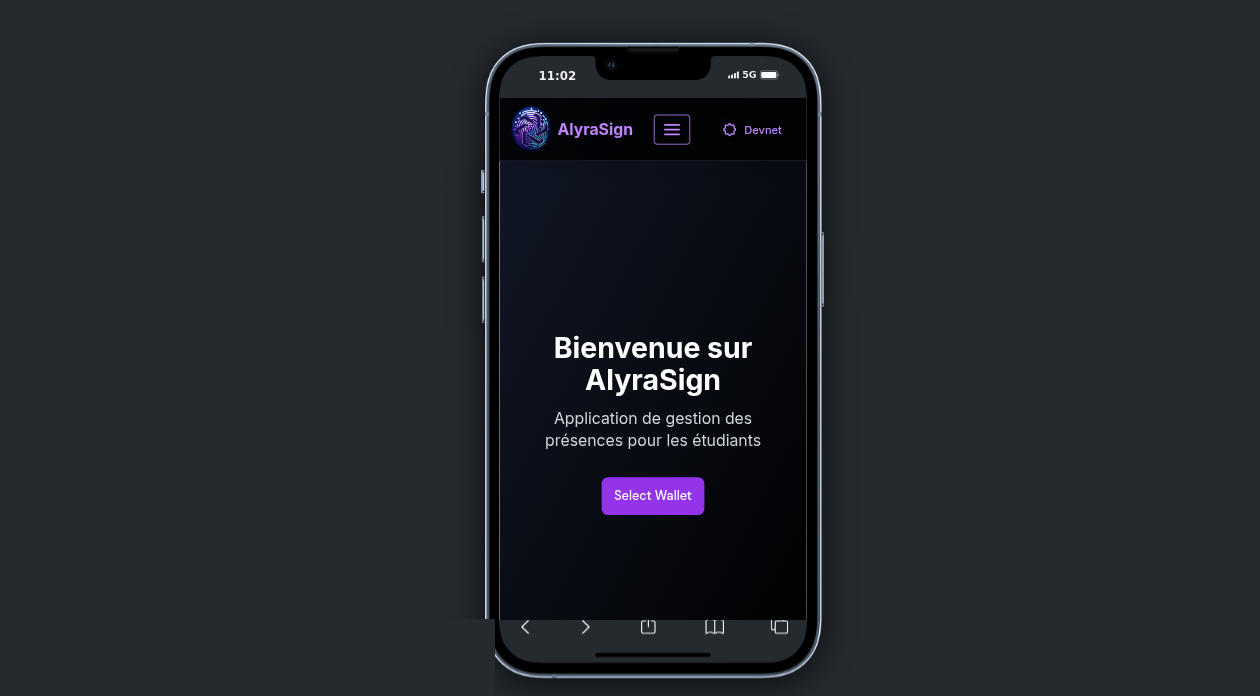 11:02
5G
AlyraSign
Devnet
Bienvenue sur
AlyraSign
Application de gestion des
présences pour les étudiants
Select Wallet